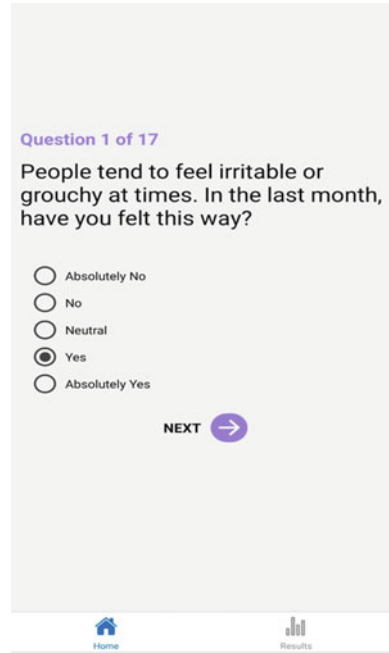 Question 1 of 17
People tend to feel irritable or
grouchy at times. In the last month,
have you felt this way?
Absolutely No
No
Neutral
Yes
Absolutely Yes
NEXT
Home
Results